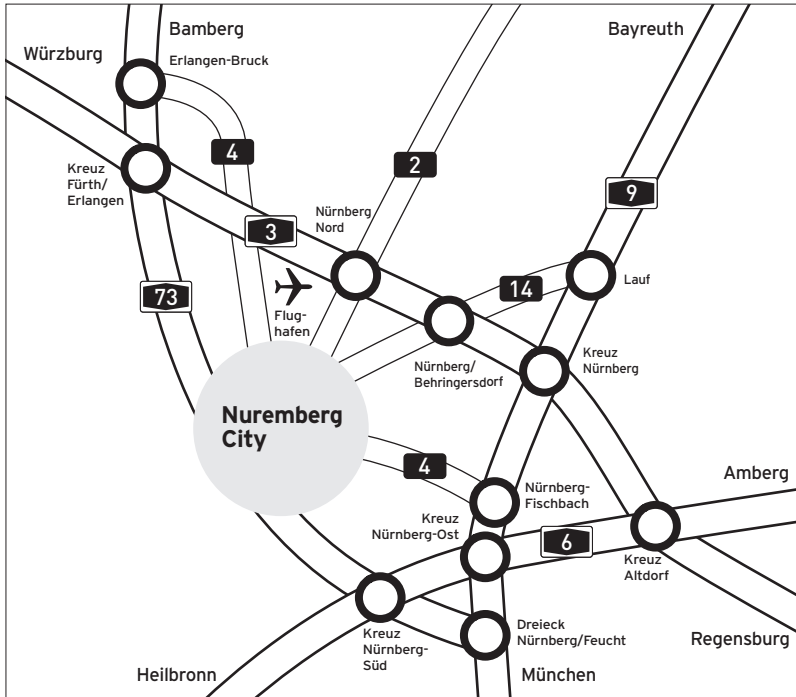 Bamberg
Bayreuth
Würzburg
Erlangen-Bruck
4
2
Kreuz
Fürth/
Erlangen
9
Nürnberg
Nord
3
73
Flug-
hafen
14
Lauf
Nürnberg/
Behringersdorf
Kreuz
Nürnberg
Nuremberg
City
4
Amberg
Nürnberg-
Fischbach
Kreuz
Nürnberg-Ost
6
Kreuz
Altdorf
Kreuz
Nürnberg-
Süd
Dreieck
Nürnberg/Feucht
Regensburg
Heilbronn
München